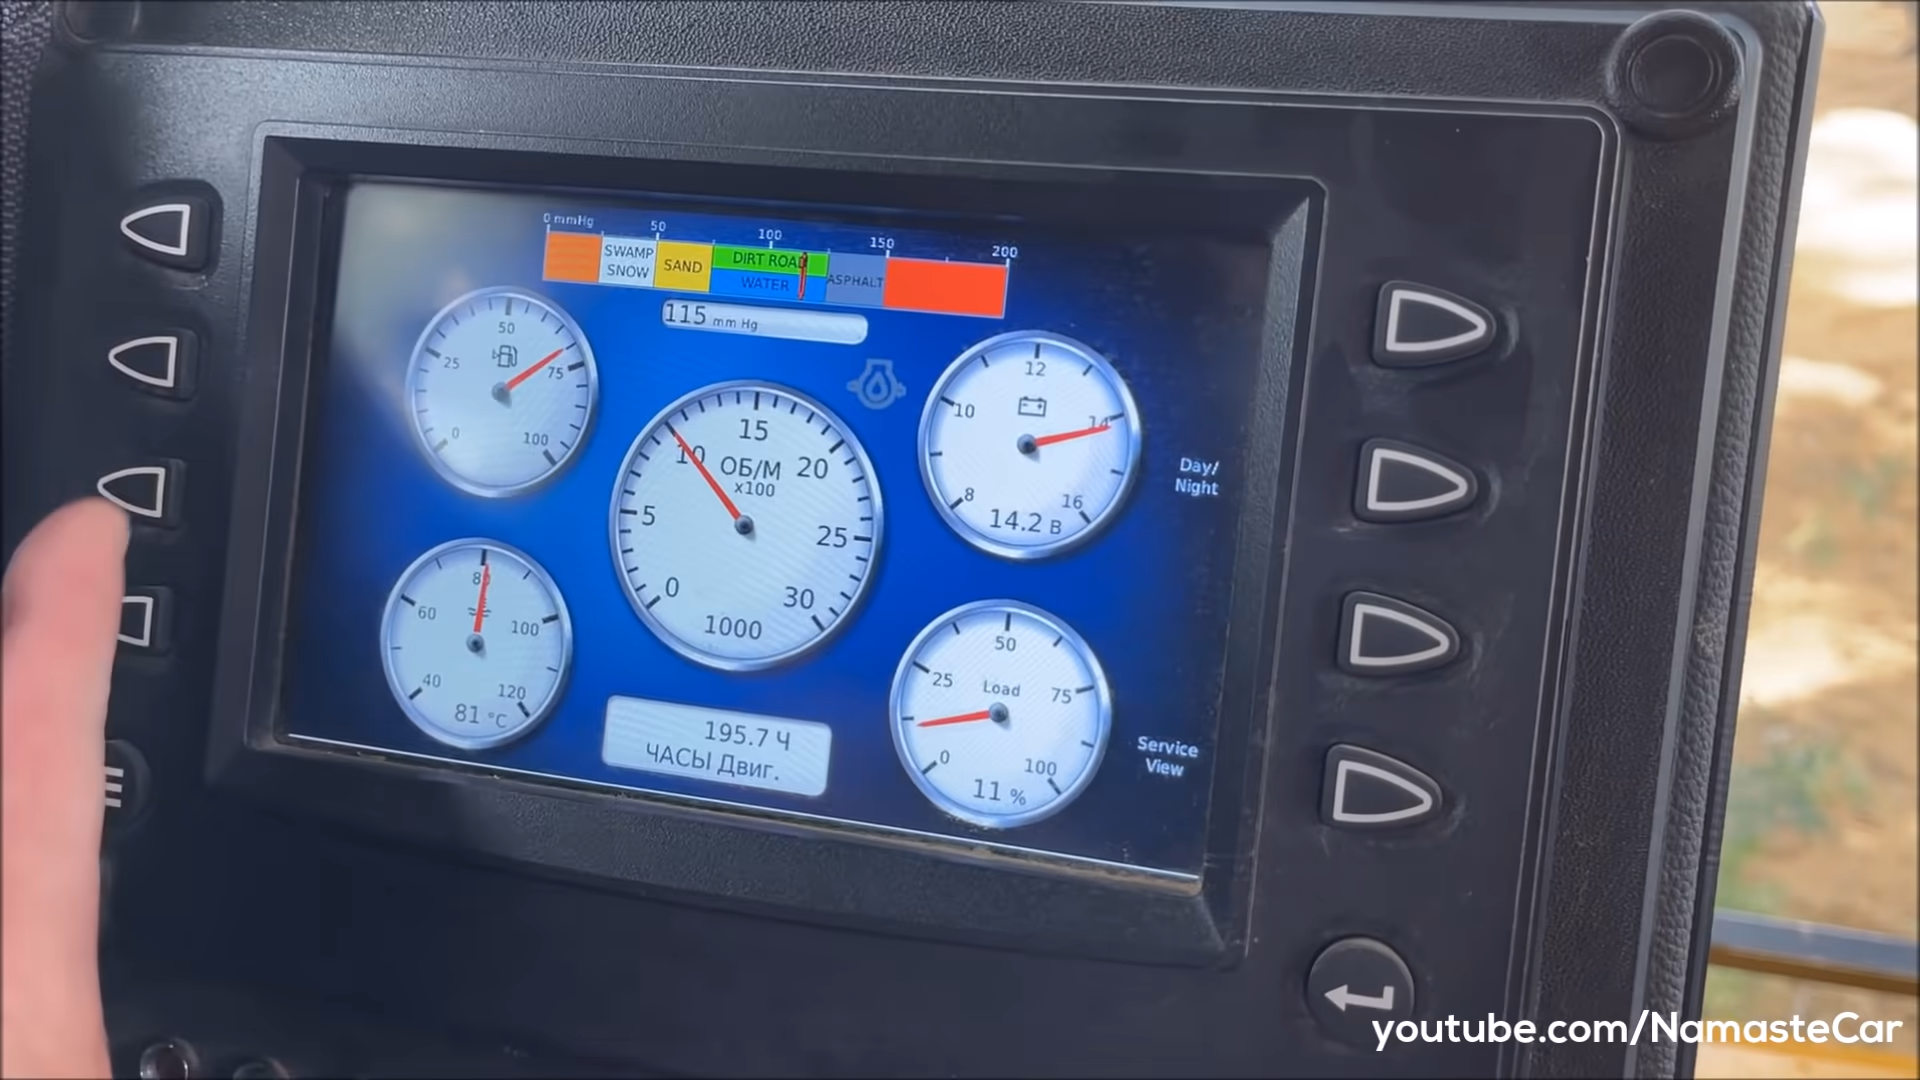 0 mmHg 50 100 150 200
SWAMP
SNOW
SAND
DIRT ROAD
WATER
ASPHALT
115 mm Hg
0 25 50 75 100
8 10 12 14 16
14.2 В
Day/
Night
0 5 10 15 20 25 30
ОБ/М
x100
1000
40 60 80 100 120
81 °C
195.7 Ч
ЧАСЫ Двиг.
0 25 50 75 100
Load
11 %
Service
View
youtube.com/NamasteCar